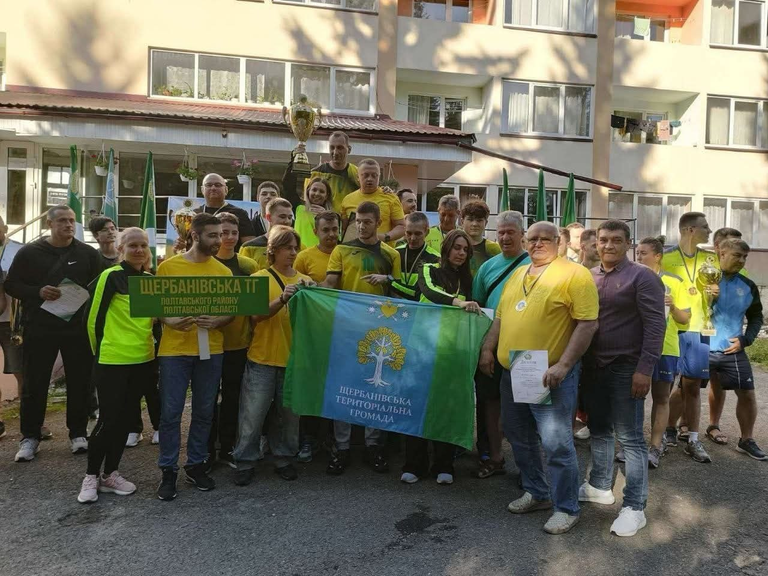 ЩЕРБАНІВСЬКА ТГ
ПОЛТАВСЬКОГО РАЙОНУ
ПОЛТАВСЬКОЇ ОБЛАСТІ
ЩЕРБАНІВСЬКА
ТЕРИТОРІАЛЬНА
ГРОМАДА